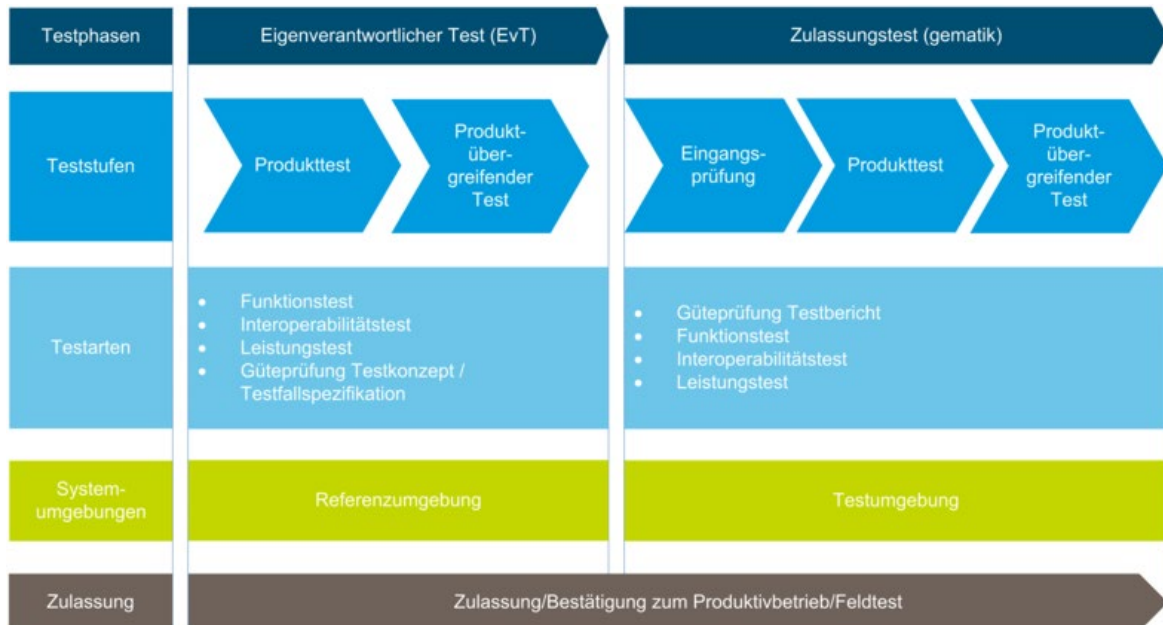 Testphasen
Eigenverantwortlicher Test (EvT)
Zulassungstest (gematik)
Teststufen
Produkttest
Produkt-
über-
greifender
Test
Eingangs-
prüfung
Produkttest
Produkt-
über-
greifender
Test
Testarten
• Funktionstest
• Interoperabilitätstest
• Leistungstest
• Güteprüfung Testkonzept /
Testfallspezifikation
• Güteprüfung Testbericht
• Funktionstest
• Interoperabilitätstest
• Leistungstest
System-
umgebungen
Referenzumgebung
Testumgebung
Zulassung
Zulassung/Bestätigung zum Produktivbetrieb/Feldtest